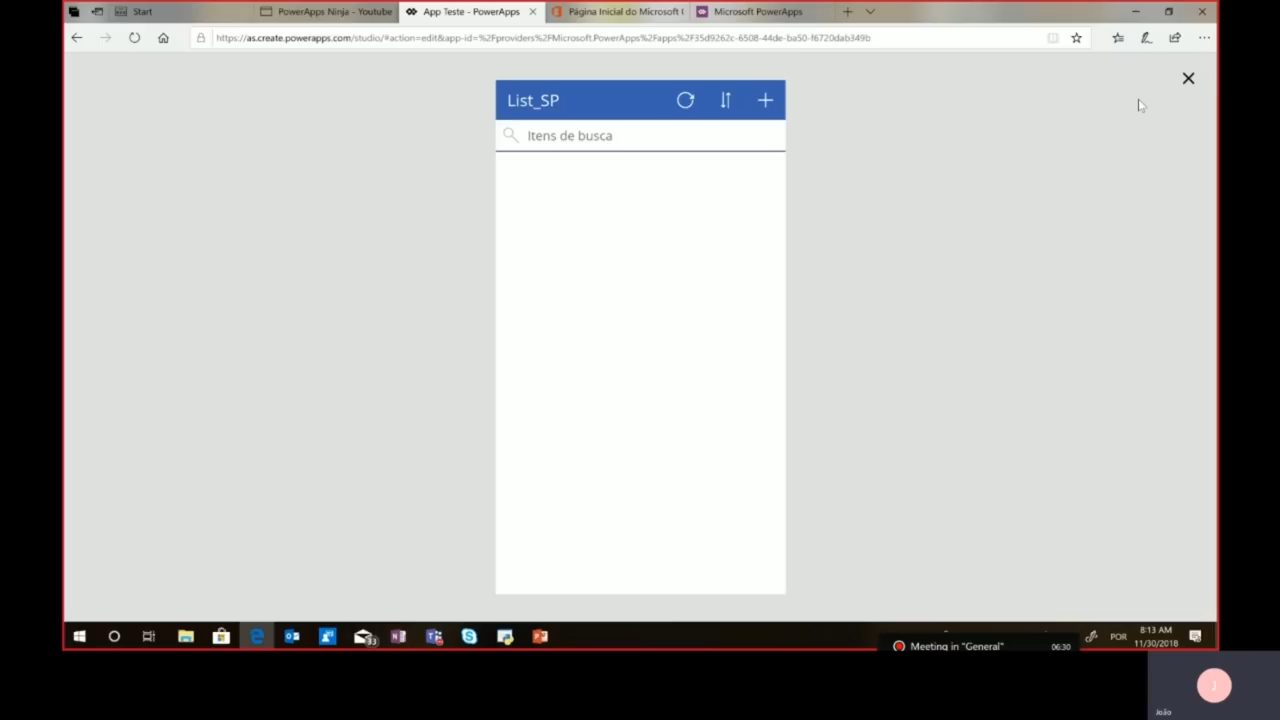 Start
PowerApps Ninja - Youtube
App Teste - PowerApps
Página Inicial do Microsoft (
Microsoft PowerApps
https://as.create.powerapps.com/studio/#action=edit&app-id=%2Fproviders%2FMicrosoft.PowerApps%2Fapps%2F35d9262c-6508-44de-ba50-f6720dab349b
List_SP
Itens de busca
33
POR
8:13 AM
11/30/2018
Meeting in "General"
06:30
J
João